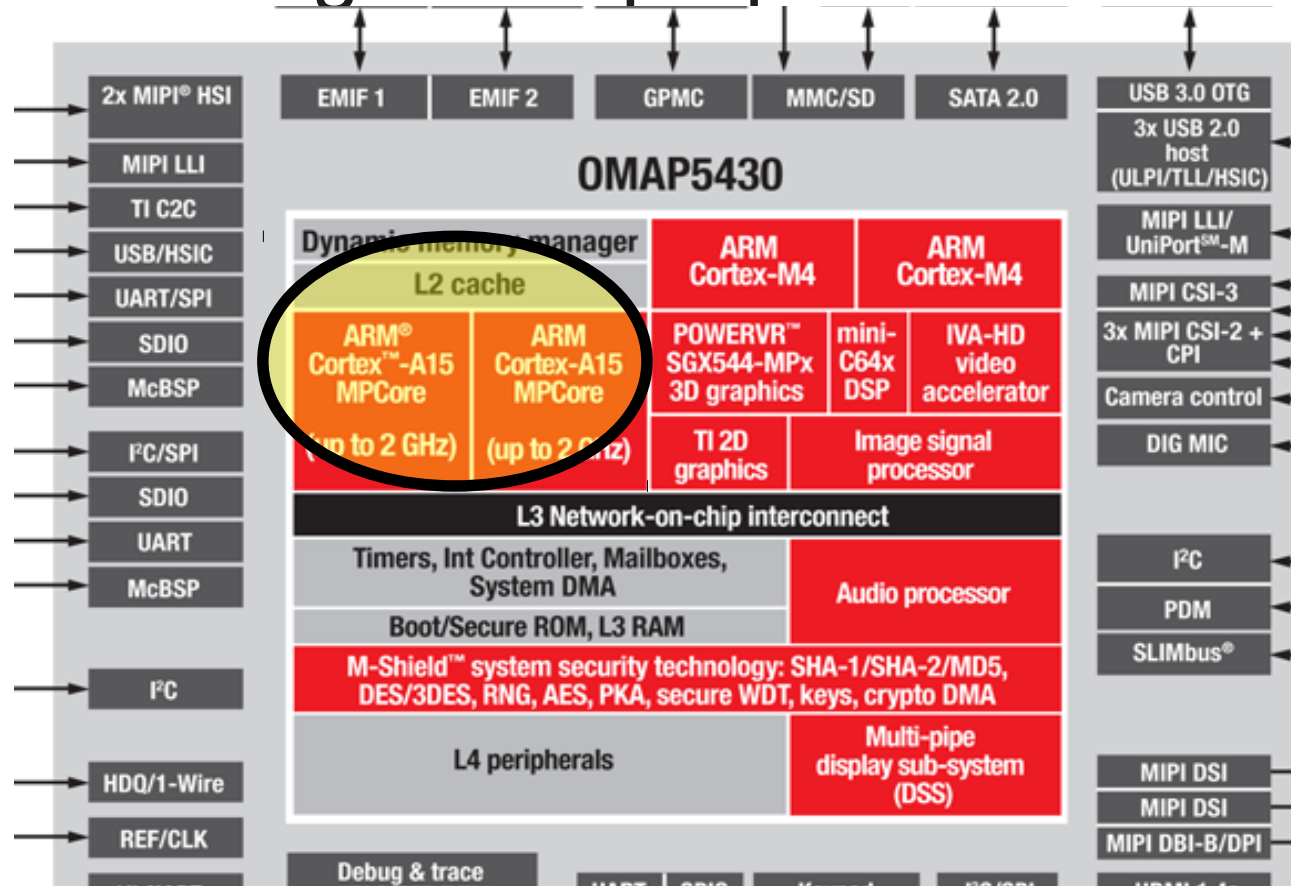 EMIF 1
EMIF 2
GPMC
MMC/SD
SATA 2.0
2x MIPI® HSI
MIPI LLI
TI C2C
USB/HSIC
UART/SPI
SDIO
McBSP
I²C/SPI
SDIO
UART
McBSP
I²C
HDQ/1-Wire
REF/CLK
OMAP5430
Dynamic memory manager
L2 cache
ARM®
Cortex™-A15
MPCore
(up to 2 GHz)
ARM
Cortex-A15
MPCore
(up to 2 GHz)
ARM
Cortex-M4
ARM
Cortex-M4
POWERVR™
SGX544-MPx
3D graphics
mini-
C64x
DSP
IVA-HD
video
accelerator
TI 2D
graphics
Image signal
processor
L3 Network-on-chip interconnect
Timers, Int Controller, Mailboxes,
System DMA
Boot/Secure ROM, L3 RAM
Audio processor
M-Shield™ system security technology: SHA-1/SHA-2/MD5,
DES/3DES, RNG, AES, PKA, secure WDT, keys, crypto DMA
L4 peripherals
Multi-pipe
display sub-system
(DSS)
USB 3.0 OTG
3x USB 2.0
host
(ULPI/TLL/HSIC)
MIPI LLI/
UniPort℠-M
MIPI CSI-3
3x MIPI CSI-2 +
CPI
Camera control
DIG MIC
I²C
PDM
SLIMbus®
MIPI DSI
MIPI DSI
MIPI DBI-B/DPI
Debug & trace